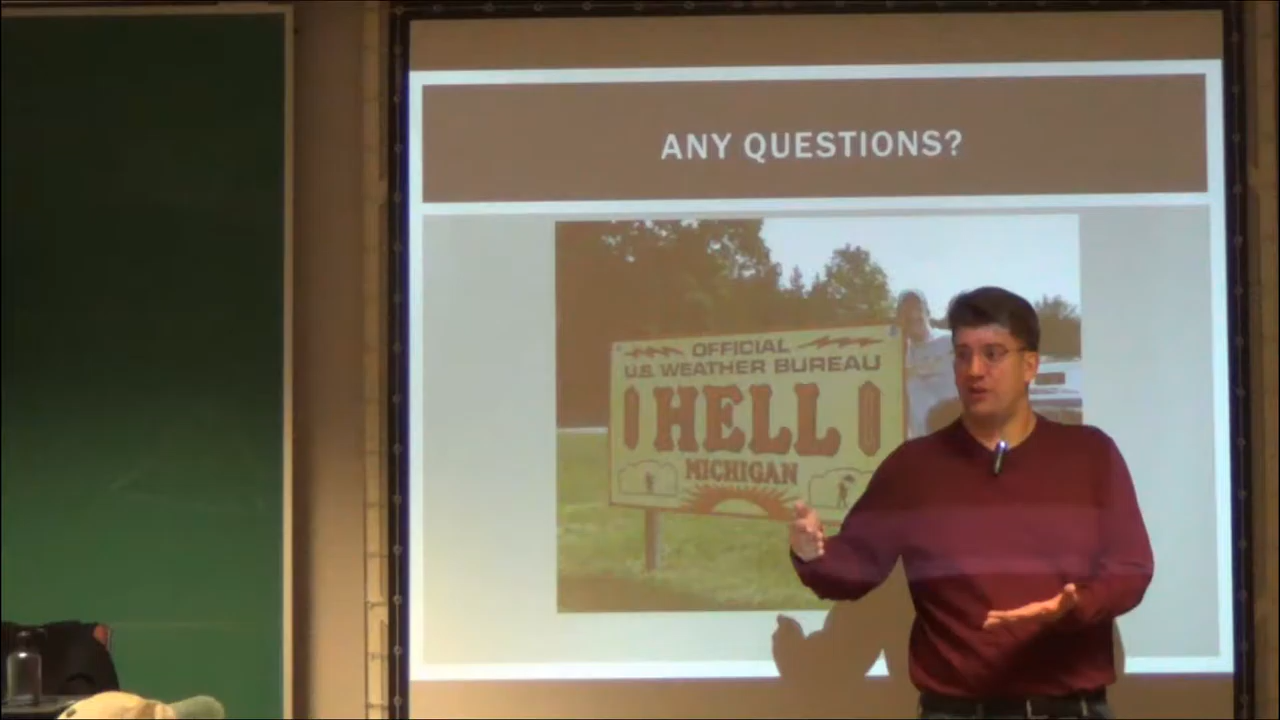 ANY QUESTIONS?
OFFICIAL
U.S. WEATHER BUREAU
HELL
MICHIGAN